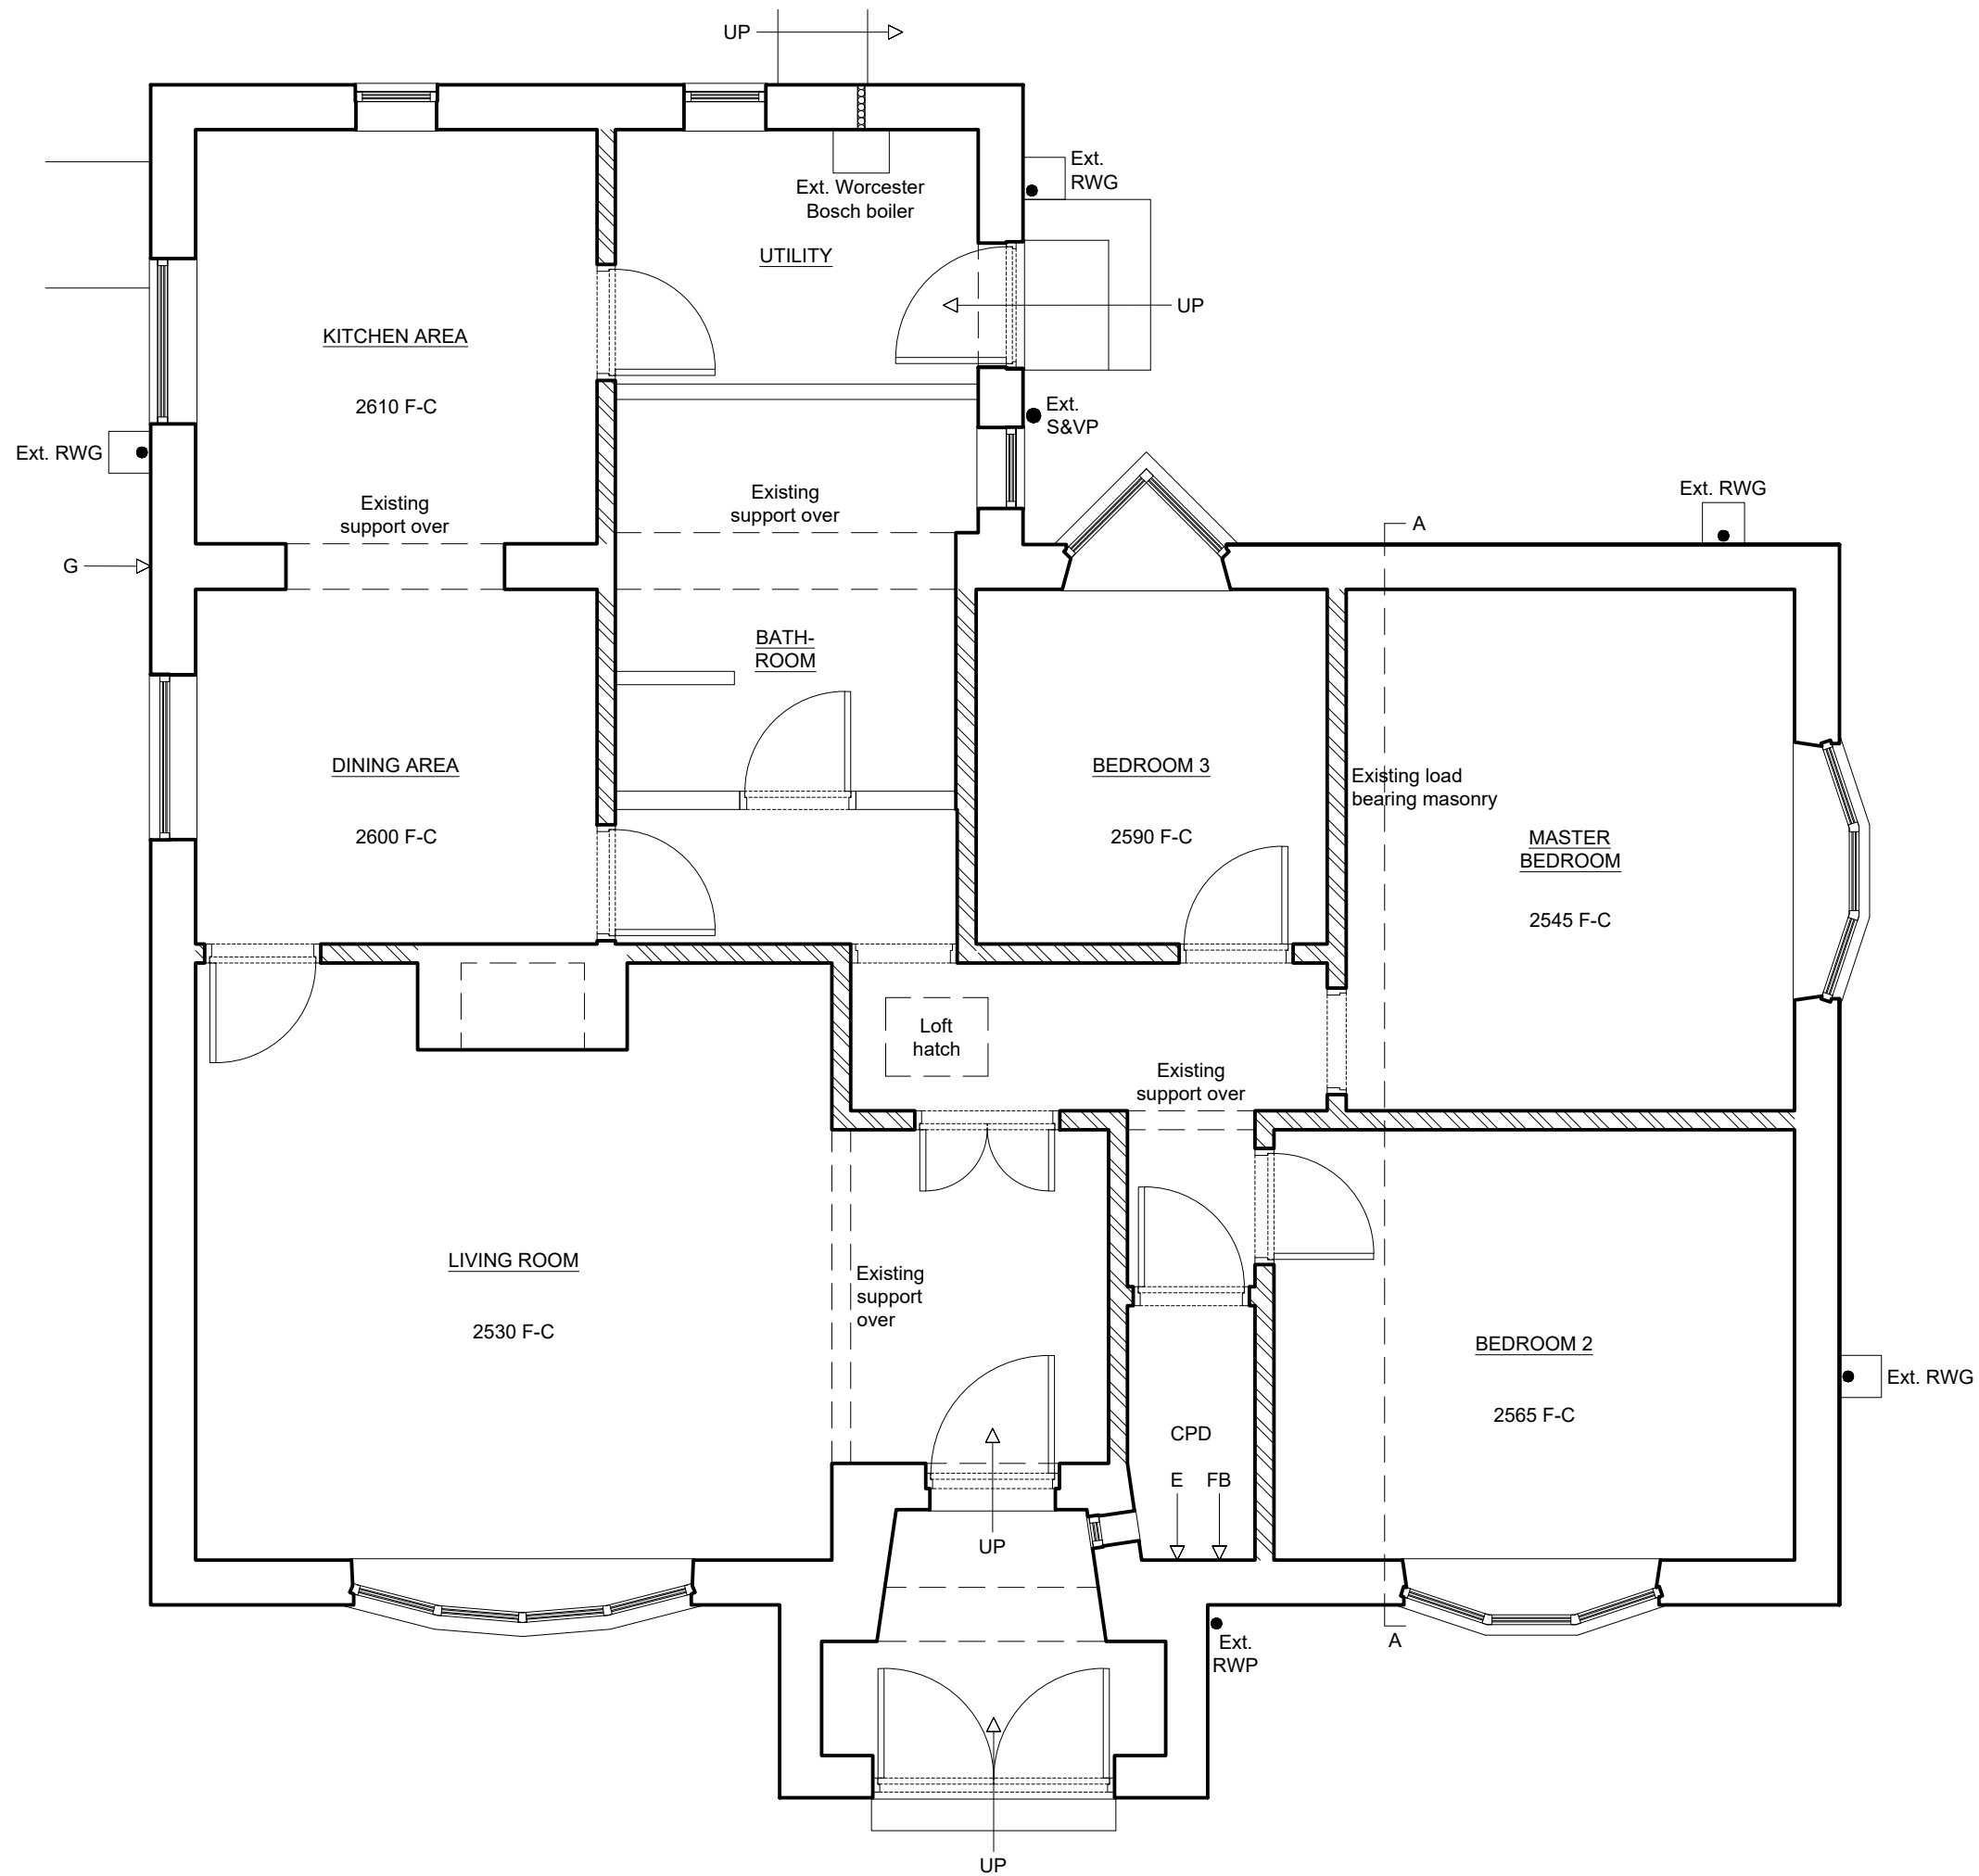 UP
Ext.
RWG
Ext. Worcester
Bosch boiler
UTILITY
UP
KITCHEN AREA
2610 F-C
Ext.
S&VP
Ext. RWG
Existing
support over
Existing
support over
Ext. RWG
A
G
BATH-
ROOM
DINING AREA
2600 F-C
BEDROOM 3
2590 F-C
Existing load
bearing masonry
MASTER
BEDROOM
2545 F-C
Loft
hatch
Existing
support over
LIVING ROOM
2530 F-C
Existing
support
over
BEDROOM 2
2565 F-C
Ext. RWG
CPD
E
FB
UP
A
Ext.
RWP
UP